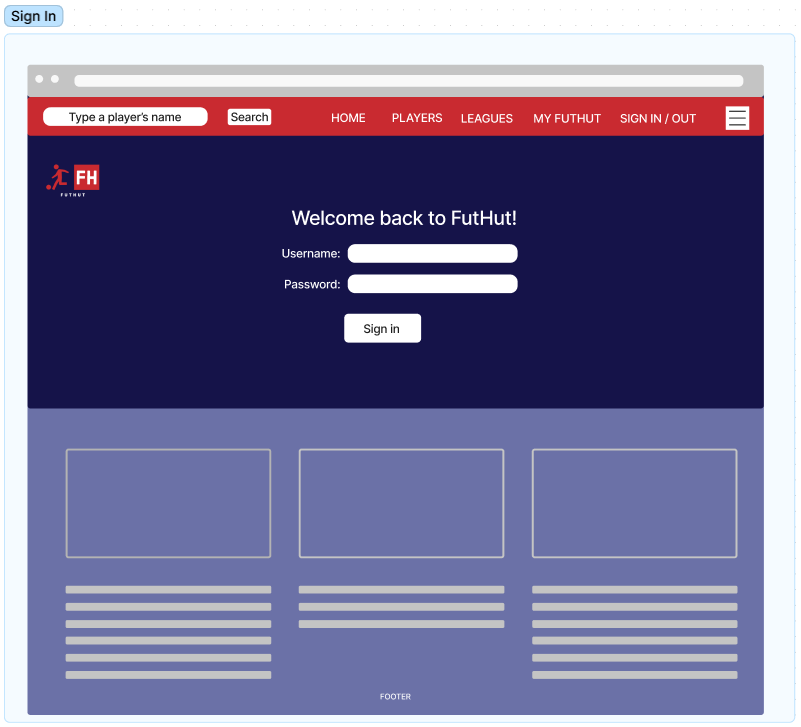 Sign In
Type a player's name
Search
HOME
PLAYERS
LEAGUES
MY FUTHUT
SIGN IN / OUT
FH
FUTHUT
Welcome back to FutHut!
Username:
Password:
Sign in
FOOTER